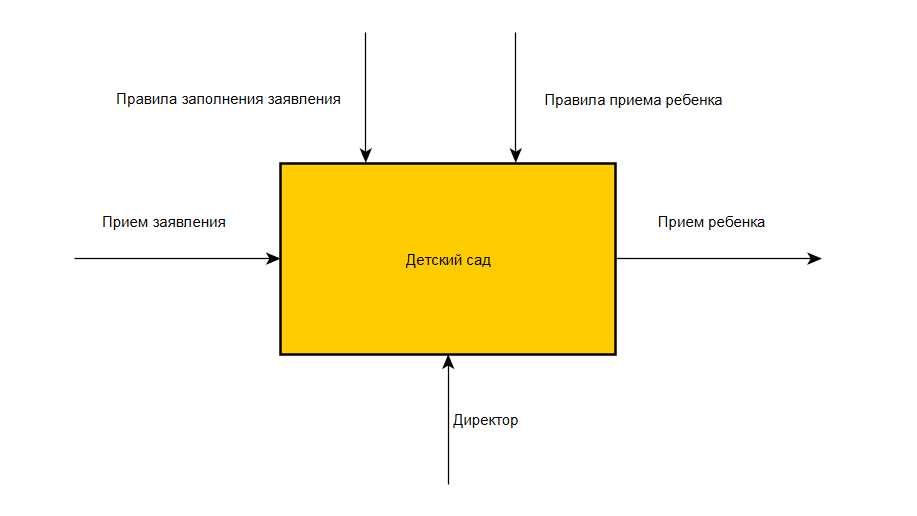 Правила заполнения заявления
Правила приема ребенка
Прием заявления
Прием ребенка
Детский сад
Директор